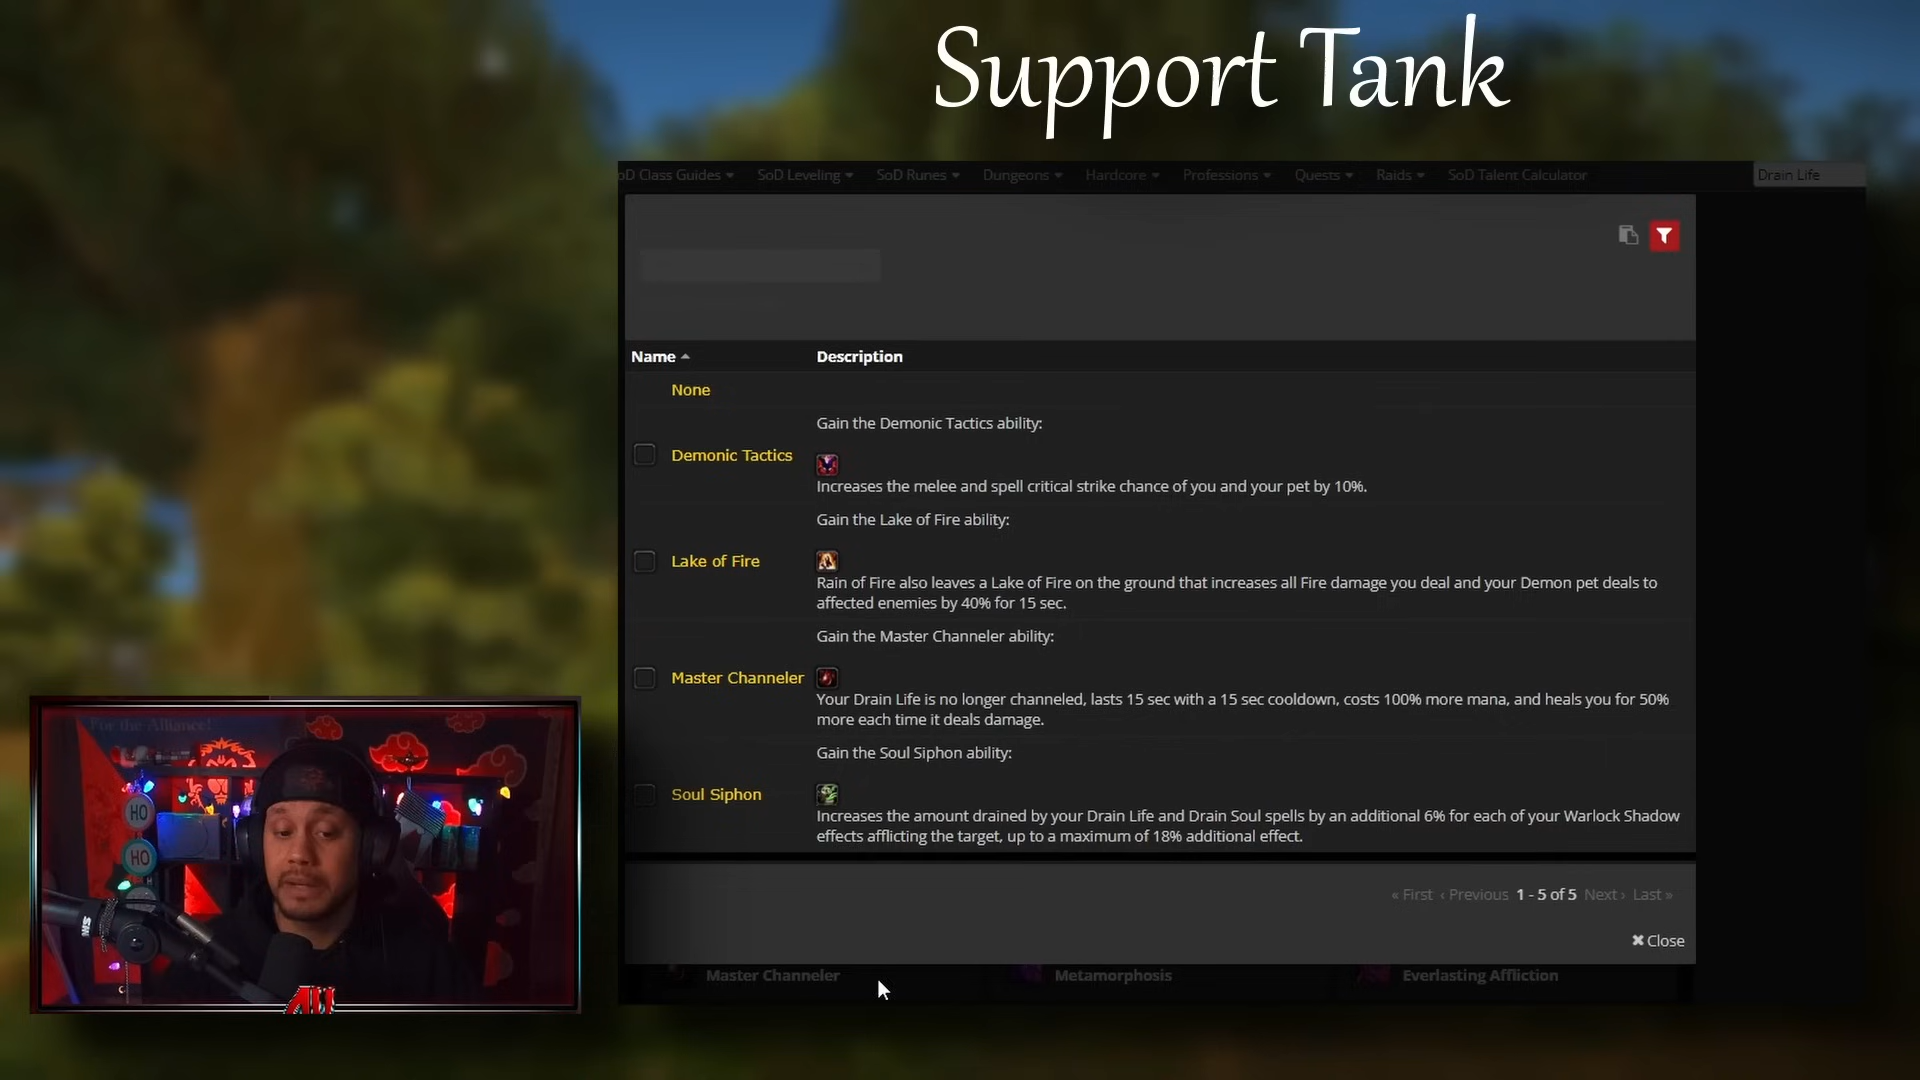 Support Tank
oD Class Guides
SoD Leveling
SoD Runes
Dungeons
Hardcore
Professions
Quests
Raids
SoD Talent Calculator
Drain Life
Name
Description
None
Gain the Demonic Tactics ability:
Demonic Tactics
Increases the melee and spell critical strike chance of you and your pet by 10%.
Gain the Lake of Fire ability:
Lake of Fire
Rain of Fire also leaves a Lake of Fire on the ground that increases all Fire damage you deal and your Demon pet deals to
affected enemies by 40% for 15 sec.
Gain the Master Channeler ability:
Master Channeler
Your Drain Life is no longer channeled, lasts 15 sec with a 15 sec cooldown, costs 100% more mana, and heals you for 50%
more each time it deals damage.
Gain the Soul Siphon ability:
Soul Siphon
Increases the amount drained by your Drain Life and Drain Soul spells by an additional 6% for each of your Warlock Shadow
effects afflicting the target, up to a maximum of 18% additional effect.
« First ‹ Previous 1 - 5 of 5 Next › Last »
✖ Close
Master Channeler
Metamorphosis
Everlasting Affliction
For the Alliance!
HO
HO
H
AU